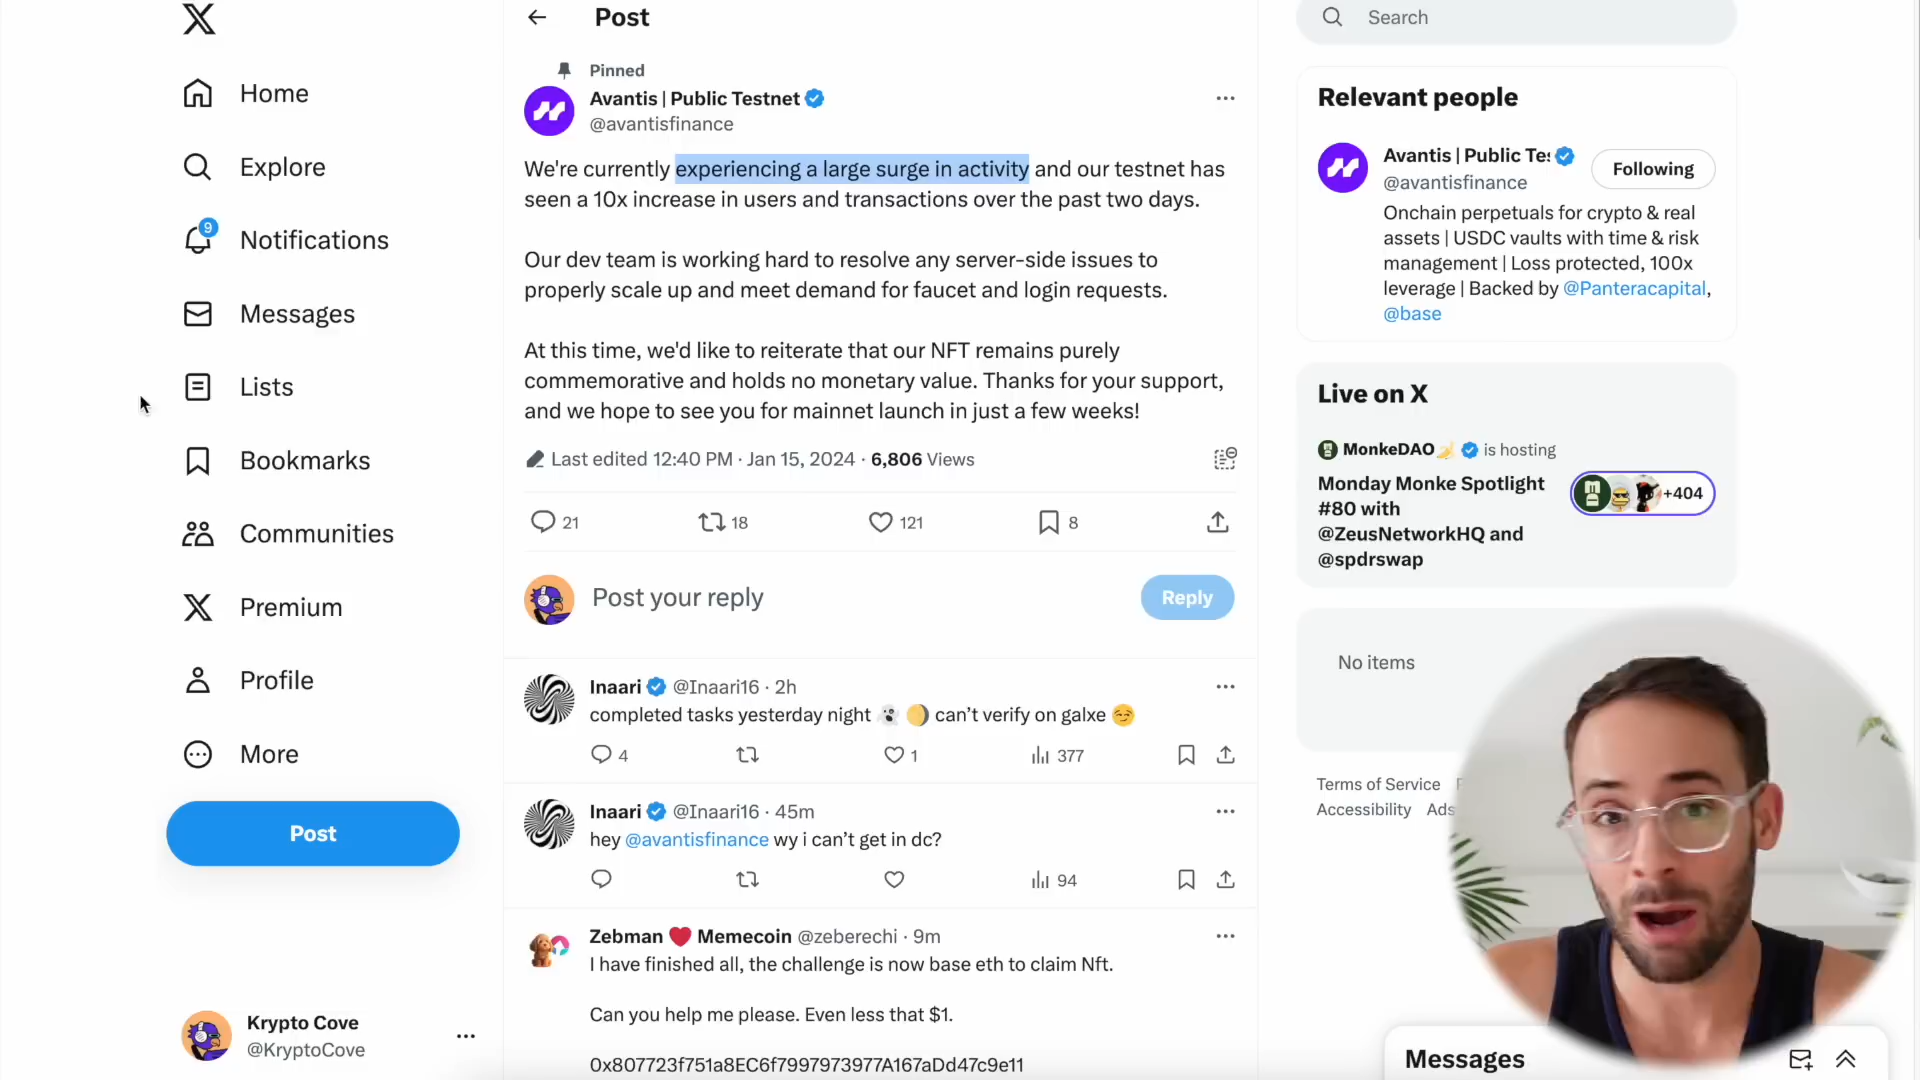 Home
Explore
9
Notifications
Messages
Lists
Bookmarks
Communities
Premium
Profile
More
Post
Krypto Cove
@KryptoCove
Post
Pinned
Avantis | Public Testnet
@avantisfinance
We're currently experiencing a large surge in activity and our testnet has
seen a 10x increase in users and transactions over the past two days.
Our dev team is working hard to resolve any server-side issues to
properly scale up and meet demand for faucet and login requests.
At this time, we'd like to reiterate that our NFT remains purely
commemorative and holds no monetary value. Thanks for your support,
and we hope to see you for mainnet launch in just a few weeks!
Last edited 12:40 PM · Jan 15, 2024 · 6,806 Views
21 18 121 8
Post your reply
Reply
Inaari @Inaari16 · 2h
completed tasks yesterday night 👻 🌖 can’t verify on galxe 😏
4 1 377
Inaari @Inaari16 · 45m
hey @avantisfinance wy i can’t get in dc?
94
Zebman ❤️ Memecoin @zeberechi · 9m
I have finished all, the challenge is now base eth to claim Nft.
Can you help me please. Even less that $1.
0x807723f751a8EC6f7997973977A167aDd47c9e11
Search
Relevant people
Avantis | Public Tes
@avantisfinance
Following
Onchain perpetuals for crypto & real
assets | USDC vaults with time & risk
management | Loss protected, 100x
leverage | Backed by @Panteracapital,
@base
Live on X
MonkeDAO🍌 is hosting
Monday Monke Spotlight
#80 with
@ZeusNetworkHQ and
@spdrswap
+404
No items
Terms of Service
Accessibility Ads
Messages